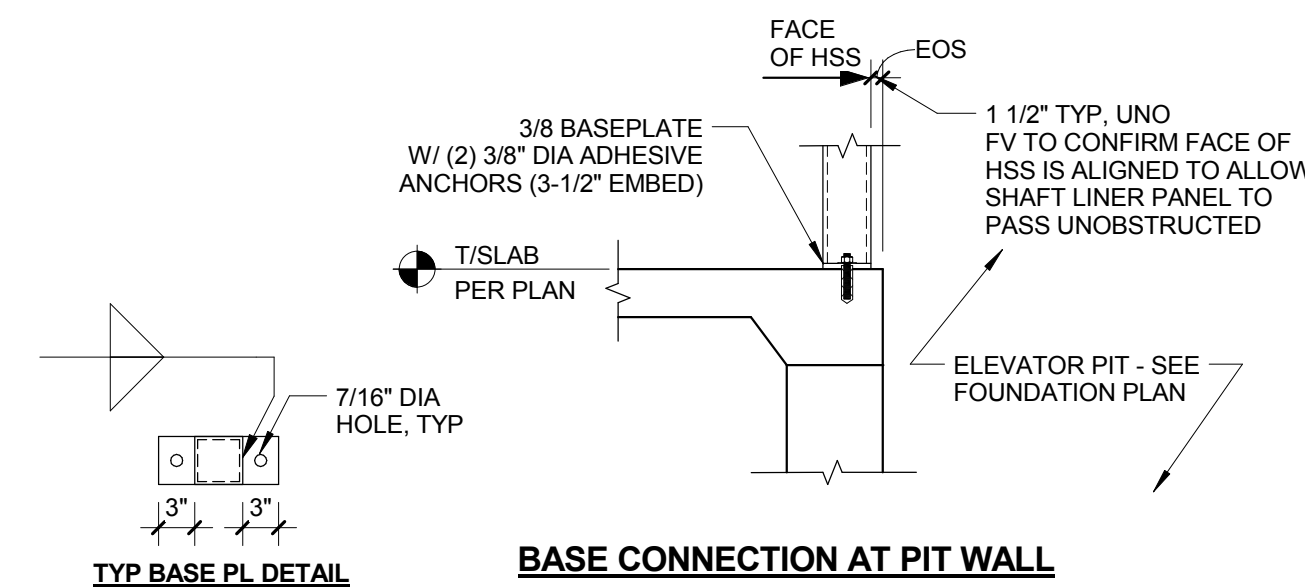 FACE
OF HSS
EOS
3/8 BASEPLATE
W/ (2) 3/8" DIA ADHESIVE
ANCHORS (3-1/2" EMBED)
1 1/2" TYP, UNO
FV TO CONFIRM FACE OF
HSS IS ALIGNED TO ALLOW
SHAFT LINER PANEL TO
PASS UNOBSTRUCTED
T/SLAB
PER PLAN
ELEVATOR PIT - SEE
FOUNDATION PLAN
7/16" DIA
HOLE, TYP
3" 3"
TYP BASE PL DETAIL
BASE CONNECTION AT PIT WALL